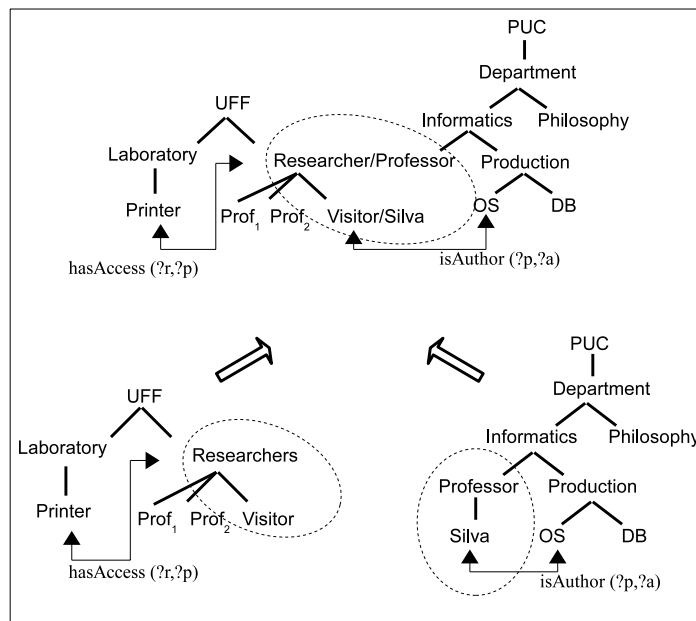 PUC
Department
UFF
Informatics Philosophy
Laboratory Researcher/Professor Production
Printer Prof1 Prof2 Visitor/Silva OS DB
hasAccess (?r,?p) isAuthor (?p,?a)
PUC
UFF Department
Laboratory Researchers Informatics Philosophy
Professor Production
Printer Prof1 Prof2 Visitor Silva OS DB
hasAccess (?r,?p) isAuthor (?p,?a)